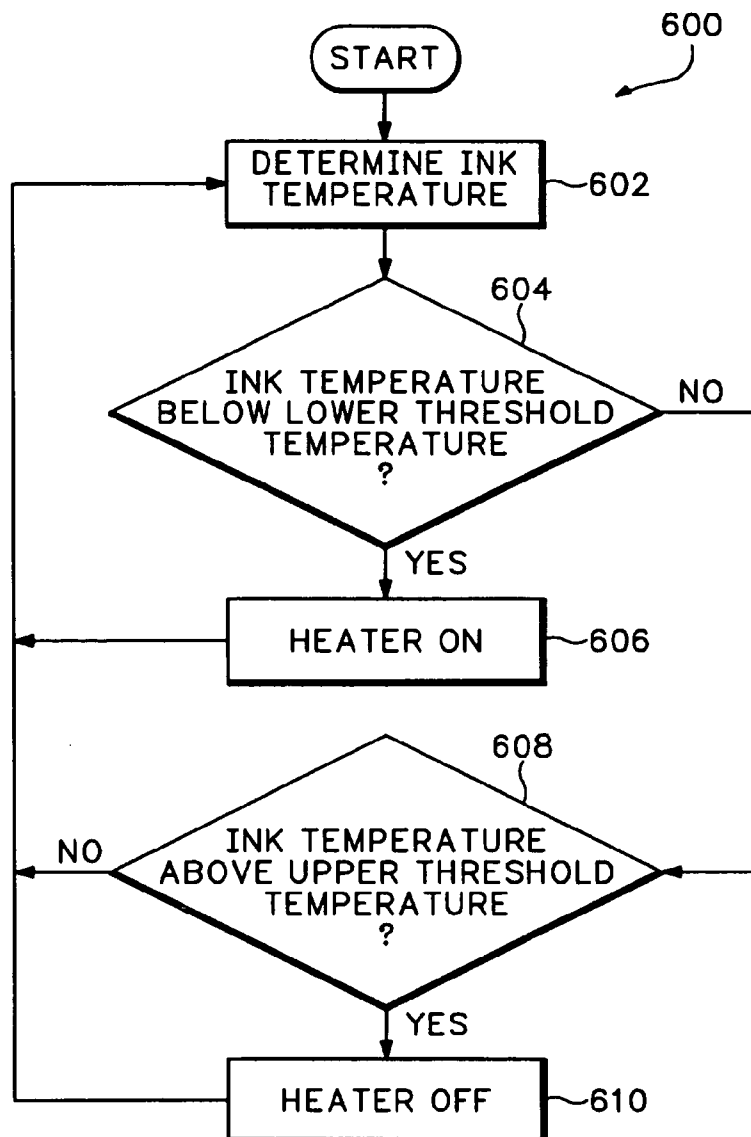 600
START
DETERMINE INK
TEMPERATURE
602
604
INK TEMPERATURE
BELOW LOWER THRESHOLD
TEMPERATURE
?
NO
YES
HEATER ON
606
608
INK TEMPERATURE
ABOVE UPPER THRESHOLD
TEMPERATURE
?
NO
YES
HEATER OFF
610